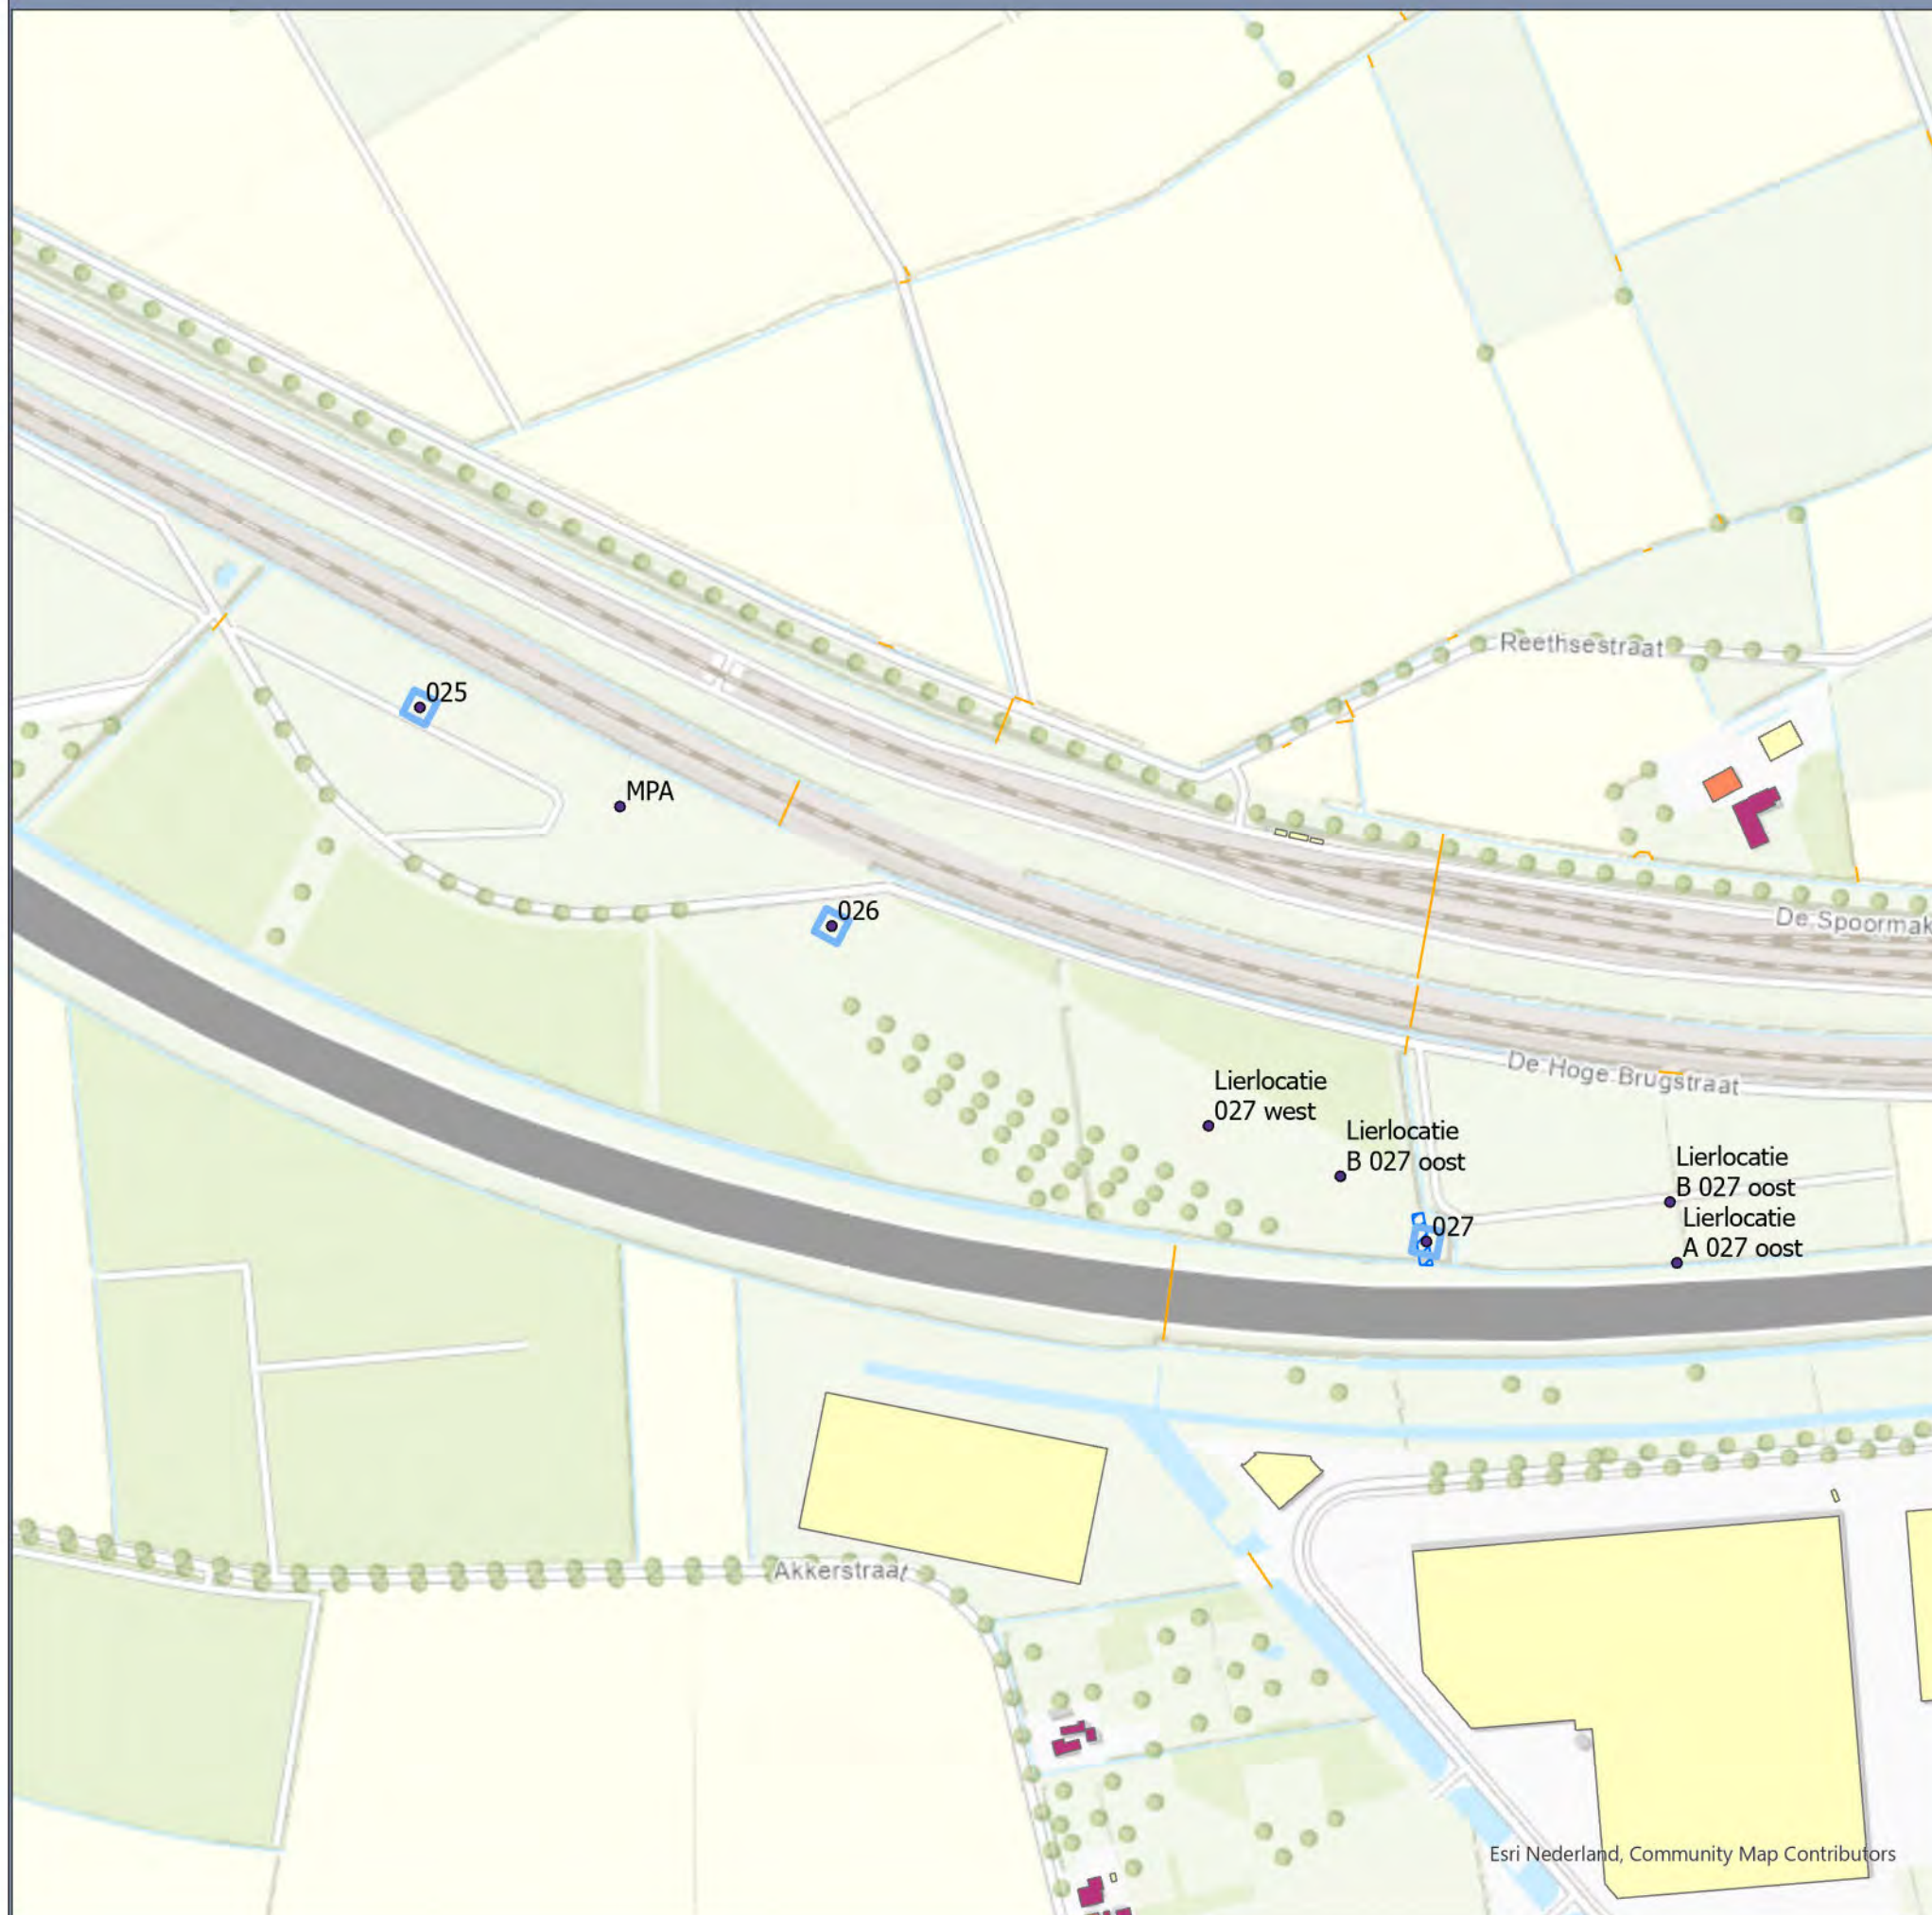 Reethsestraat
025
MPA
026
De Spoormak
De Hoge Brugstraat
Lierlocatie
027 west
Lierlocatie
B 027 oost
Lierlocatie
B 027 oost
Lierlocatie
A 027 oost
027
Akkerstraat
Esri Nederland, Community Map Contributors